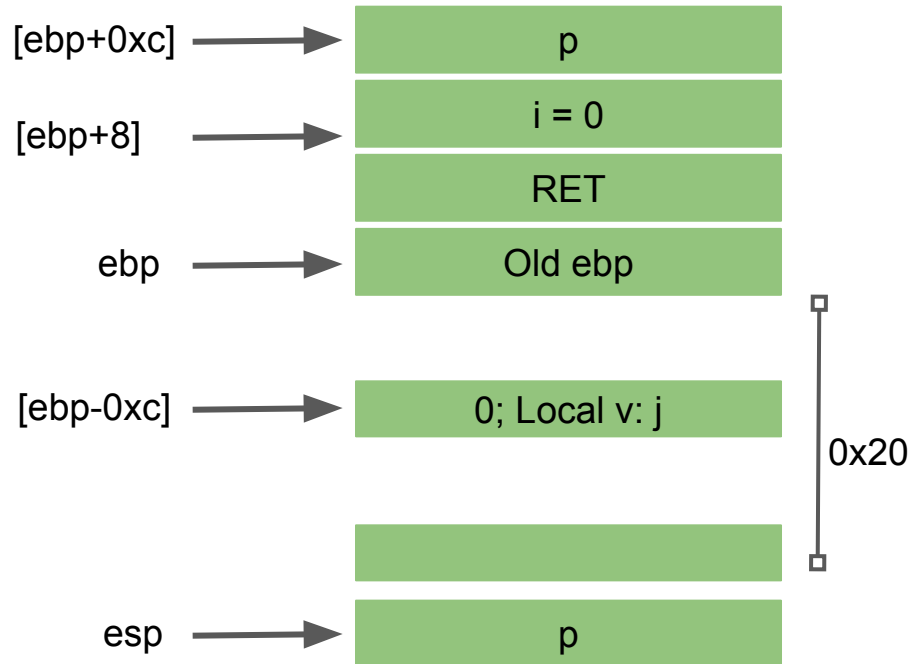 [ebp+0xc]
p
[ebp+8]
i = 0
RET
ebp
Old ebp
[ebp-0xc]
0; Local v: j
0x20
esp
p